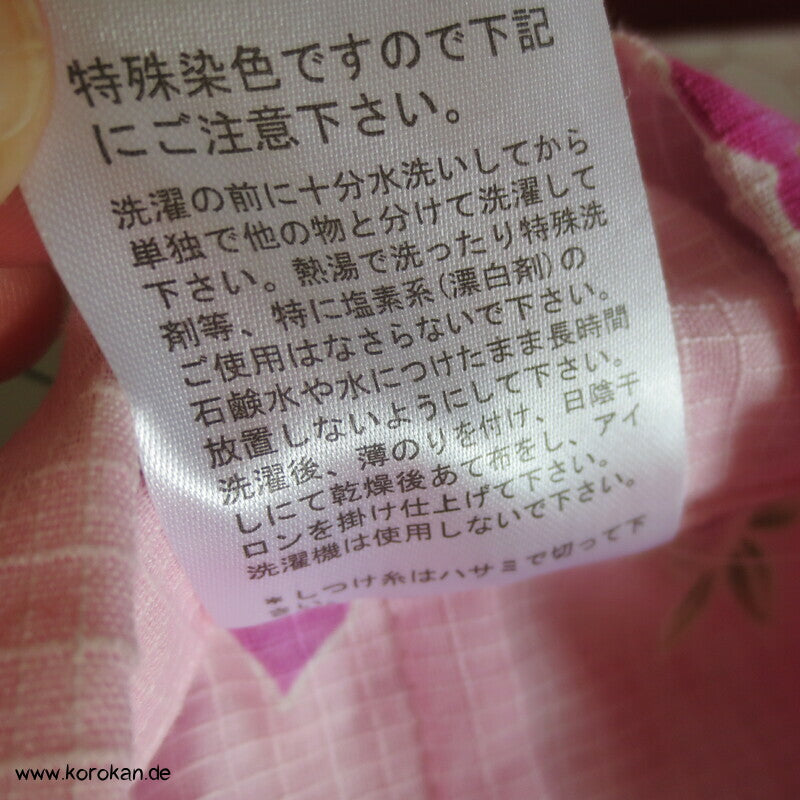 特殊染色ですので下記
にご注意下さい。
洗濯の前に十分水洗いしてから
単独で他の物と分けて洗濯して
下さい。熱湯で洗ったり特殊洗
剤等、特に塩素系(漂白剤)の
ご使用はなさらないで下さい。
石鹸水や水につけたまま長時間
放置しないようにして下さい。
洗濯後、薄のりを付け、日陰干
しにて乾燥後あて布をし、アイ
ロンを掛け仕上げて下さい。
洗濯機は使用しないで下さい。
*しつけ糸はハサミで切って下
さい
www.korokan.de